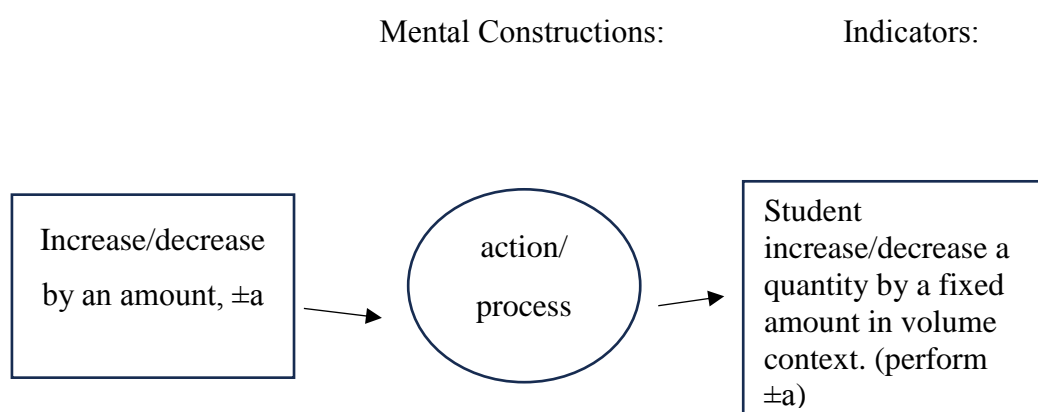 Mental Constructions:
Indicators:
Increase/decrease
by an amount, ±a
action/
process
Student
increase/decrease a
quantity by a fixed
amount in volume
context. (perform
±a)